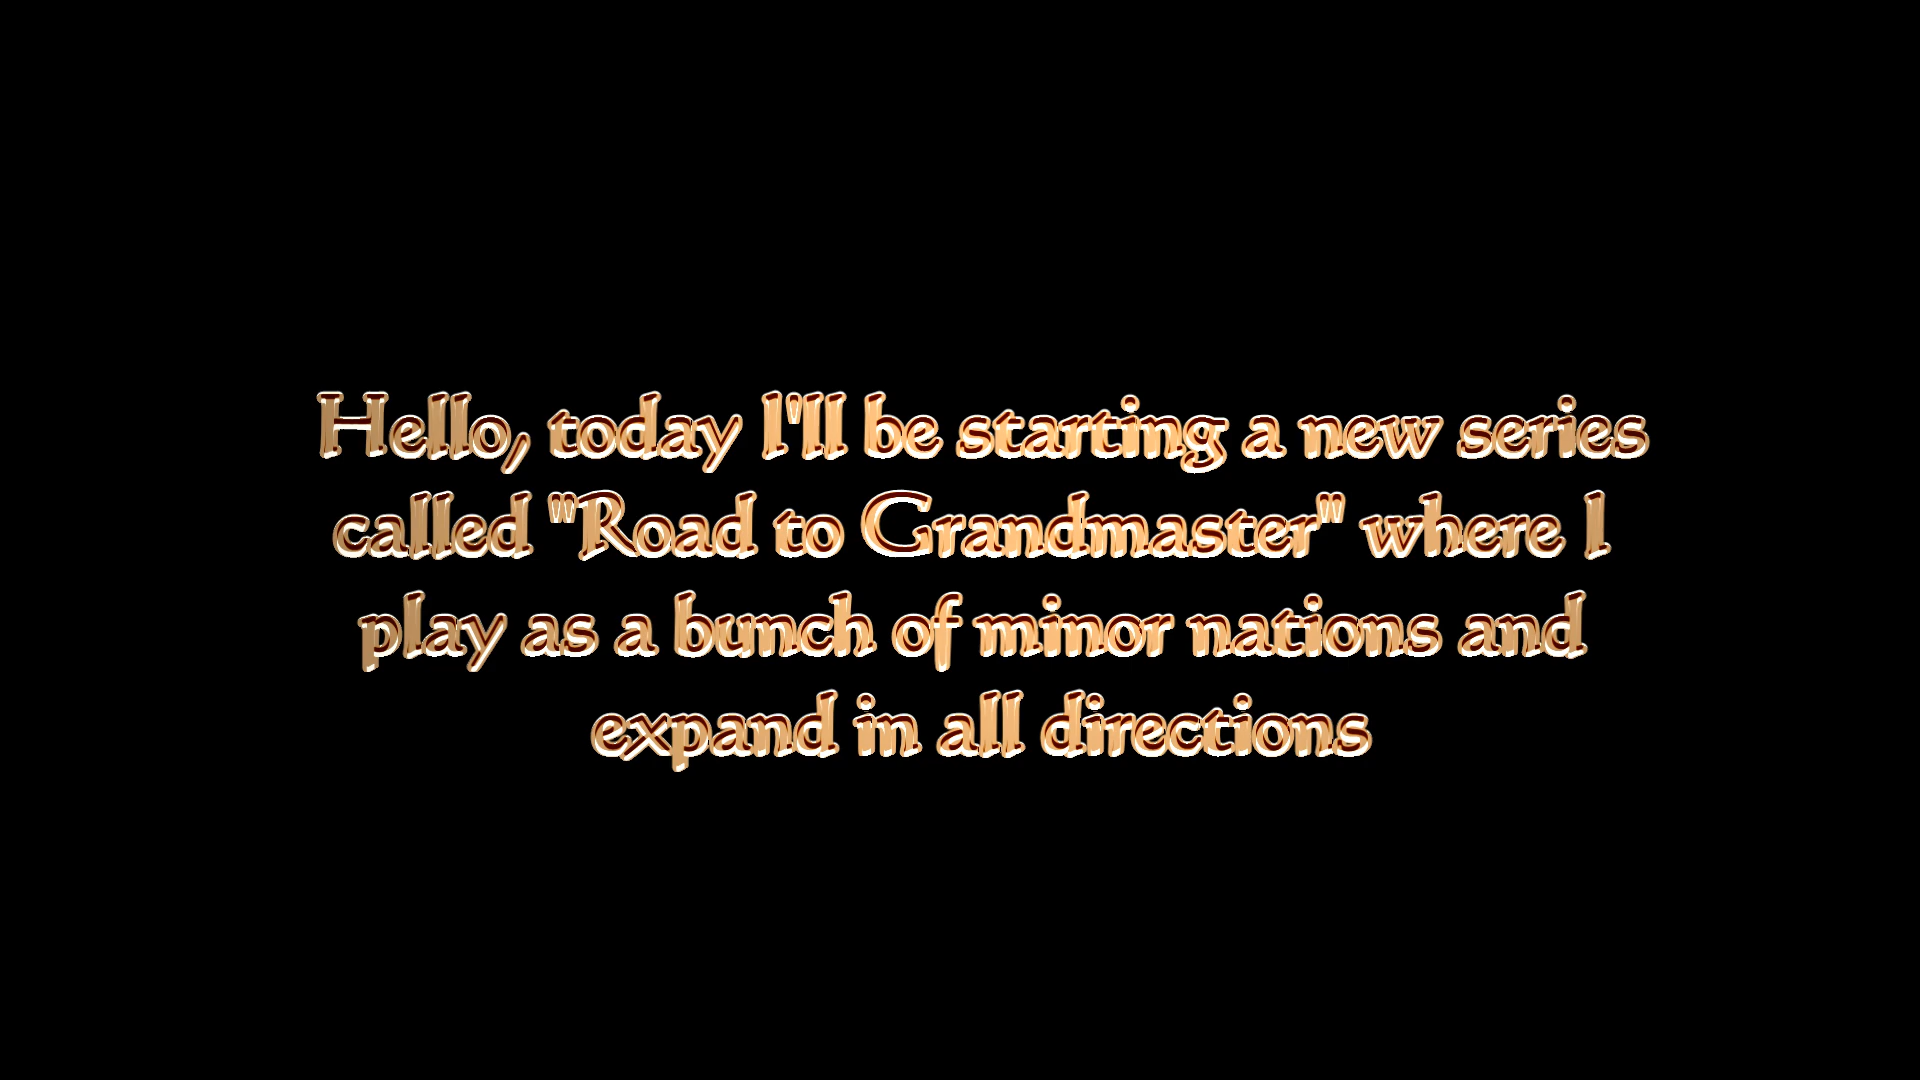 Hello, today I'll be starting a new series
called "Road to Grandmaster" where I
play as a bunch of minor nations and
expand in all directions